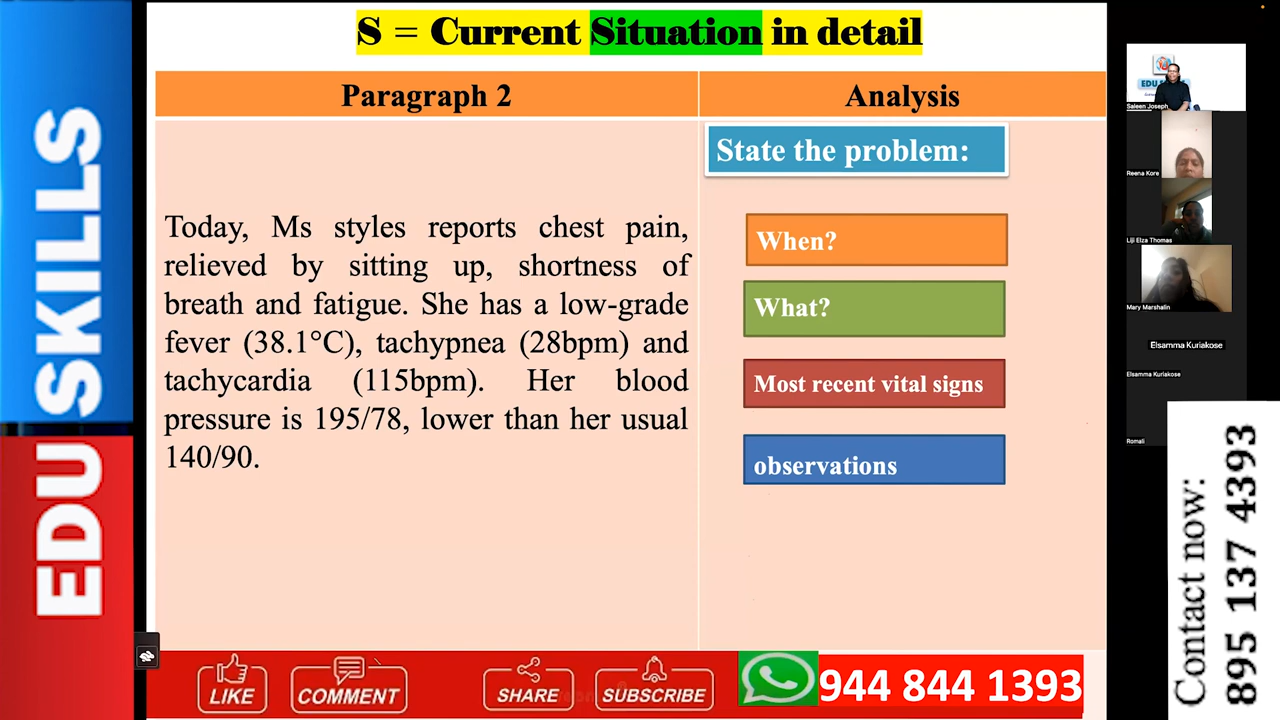 S = Current Situation in detail
Paragraph 2
Analysis
State the problem:
Today, Ms styles reports chest pain,
relieved by sitting up, shortness of
breath and fatigue. She has a low-grade
fever (38.1°C), tachypnea (28bpm) and
tachycardia (115bpm). Her blood
pressure is 195/78, lower than her usual
140/90.
When?
What?
Most recent vital signs
observations
EDU SKILLS
LIKE
COMMENT
SHARE
SUBSCRIBE
944 844 1393
Saleen Joseph
Reena Kore
Liji Elza Thomas
Mary Marshalin
Elsamma Kuriakose
Elsamma Kuriakose
Romali
Contact now:
895 137 4393